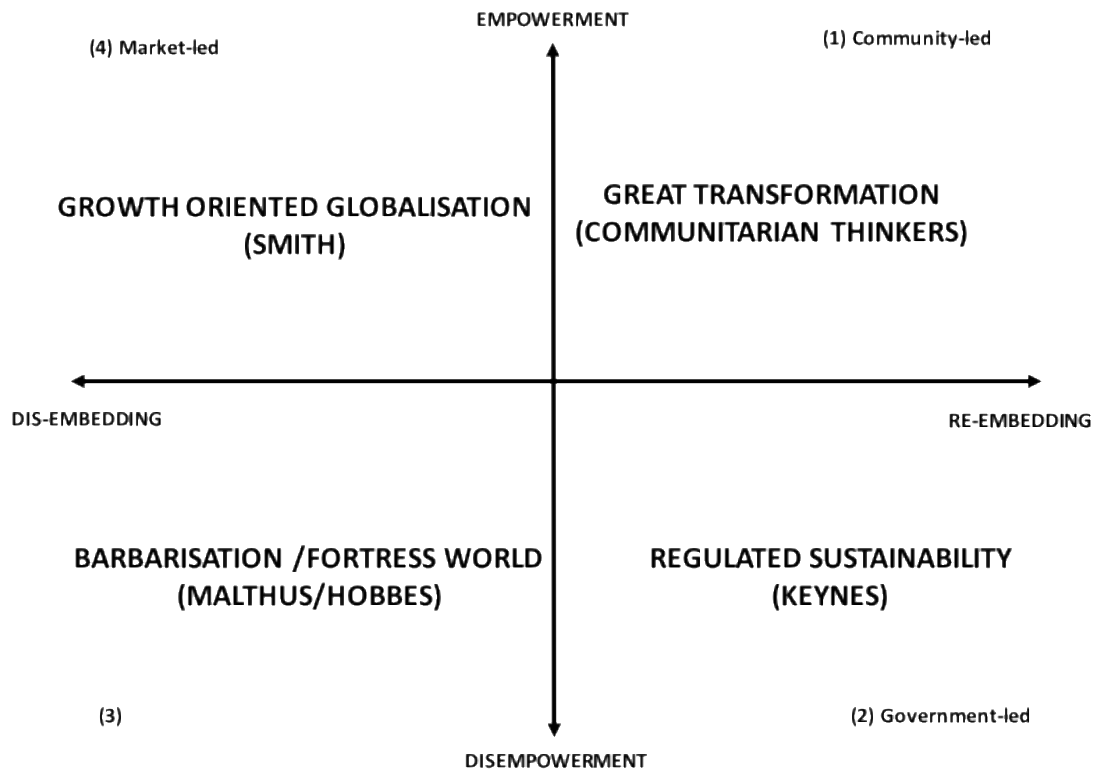 EMPOWERMENT
(4) Market-led
(1) Community-led
GROWTH ORIENTED GLOBALISATION
(SMITH)
GREAT TRANSFORMATION
(COMMUNITARIAN THINKERS)
DIS-EMBEDDING
RE-EMBEDDING
BARBARISATION /FORTRESS WORLD
(MALTHUS/HOBBES)
REGULATED SUSTAINABILITY
(KEYNES)
(3)
(2) Government-led
DISEMPOWERMENT